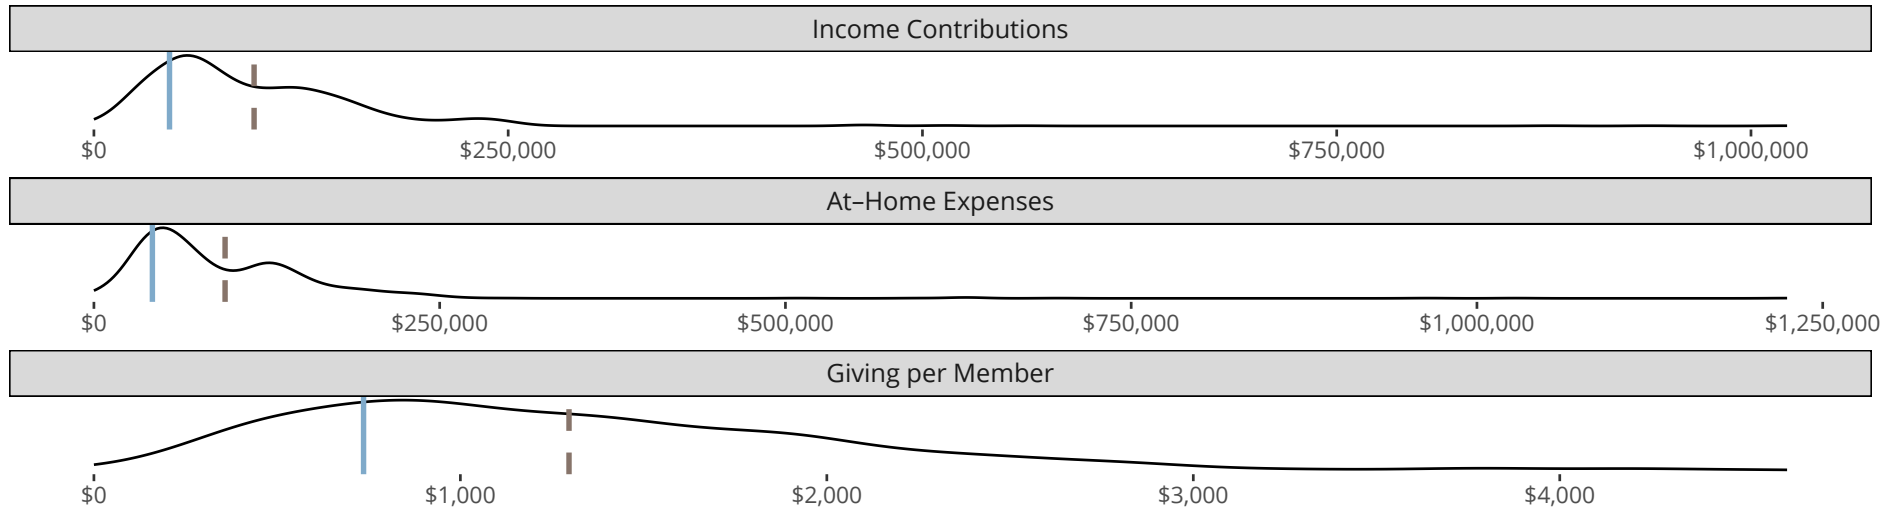 Income Contributions
$0 $250,000 $500,000 $750,000 $1,000,000
At–Home Expenses
$0 $250,000 $500,000 $750,000 $1,000,000 $1,250,000
Giving per Member
$0 $1,000 $2,000 $3,000 $4,000